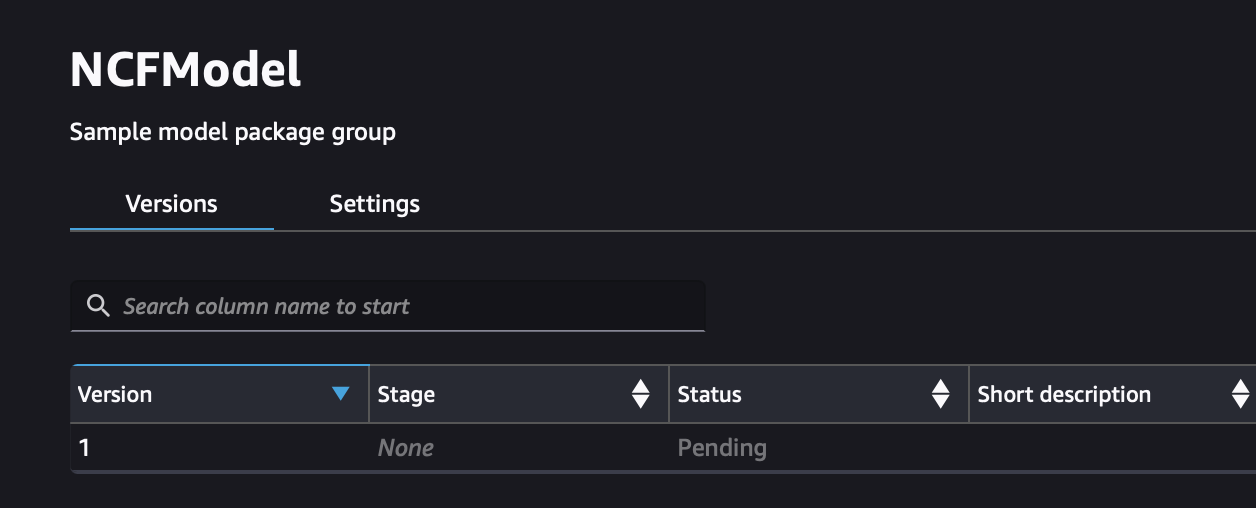 NCFModel
Sample model package group
Versions Settings
Search column name to start
Version Stage Status Short description
1 None Pending